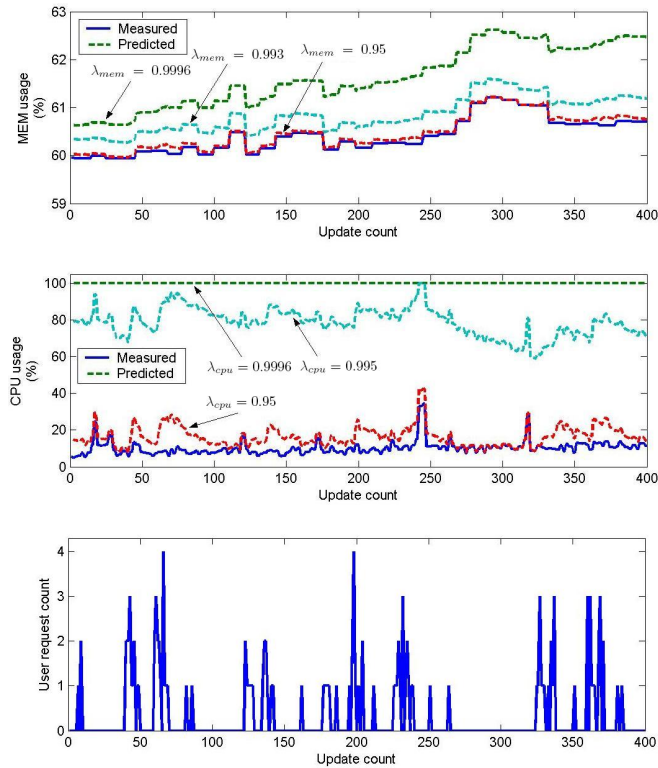 63
62
61
60
59
MEM usage
(%)
Measured
Predicted
λmem = 0.9996
λmem = 0.993
λmem = 0.95
0 50 100 150 200 250 300 350 400
Update count
100
80
60
40
20
0
CPU usage
(%)
Measured
Predicted
λcpu = 0.9996
λcpu = 0.995
λcpu = 0.95
0 50 100 150 200 250 300 350 400
Update count
4
3
2
1
0
User request count
0 50 100 150 200 250 300 350 400
Update count